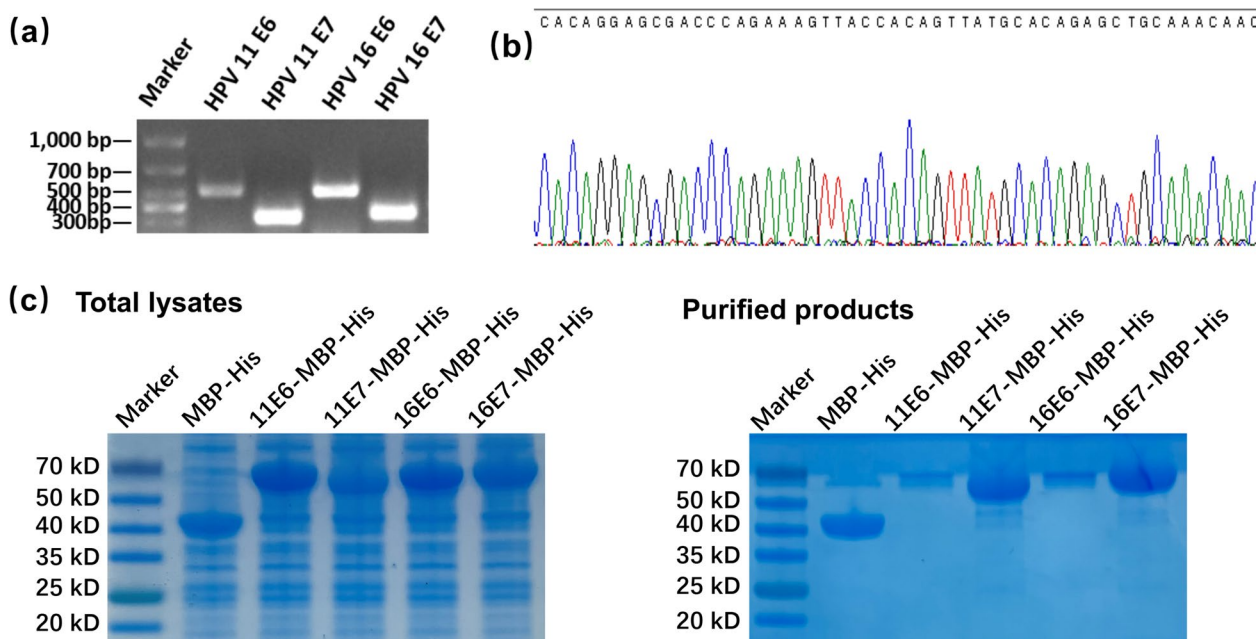 (a)
Marker
HPV 11 E6
HPV 11 E7
HPV 16 E6
HPV 16 E7
1,000 bp
700 bp
500 bp
400 bp
300bp
(b)
CACAGGAGCGACCCAGAAAGTTACCACAGTTATGCACAGAGCTGCAAACAAC
(c)
Total lysates
Marker
MBP-His
11E6-MBP-His
11E7-MBP-His
16E6-MBP-His
16E7-MBP-His
70 kD
50 kD
40 kD
35 kD
25 kD
20 kD
Purified products
Marker
MBP-His
11E6-MBP-His
11E7-MBP-His
16E6-MBP-His
16E7-MBP-His
70 kD
50 kD
40 kD
35 kD
25 kD
20 kD